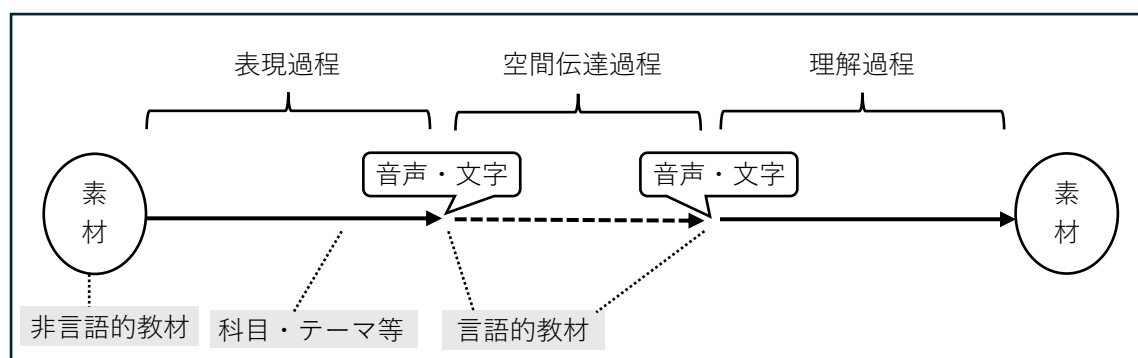 表現過程
空間伝達過程
理解過程
音声・文字
音声・文字
素
材
素
材
非言語的教材
科目・テーマ等
言語的教材